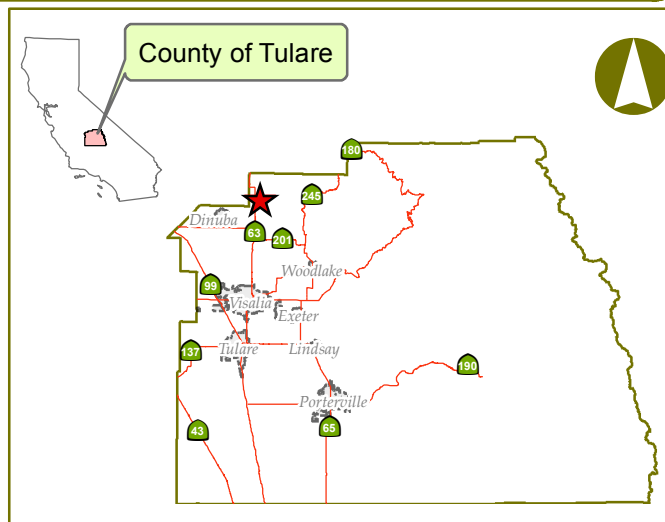 County of Tulare
180
245
Dinuba
63
201
Woodlake
99
Visalia
Exeter
137
Tulare
Lindsay
190
Porterville
43
65